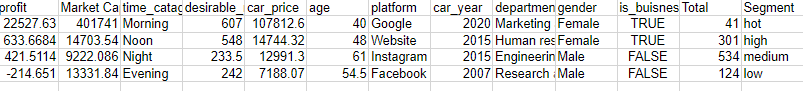 profit Market Ca time_catag desirable_ car_price age platform car_year departmen gender is_buisnes Total Segment
22527.63 401741 Morning 607 107812.6 40 Google 2020 Marketing Female TRUE 41 hot
633.6684 14703.54 Noon 548 14744.32 48 Website 2015 Human res Female TRUE 301 high
421.5114 9222.086 Night 233.5 12991.3 61 Instagram 2015 Engineerin Male FALSE 534 medium
-214.651 13331.84 Evening 242 7188.07 54.5 Facebook 2007 Research Male FALSE 124 low